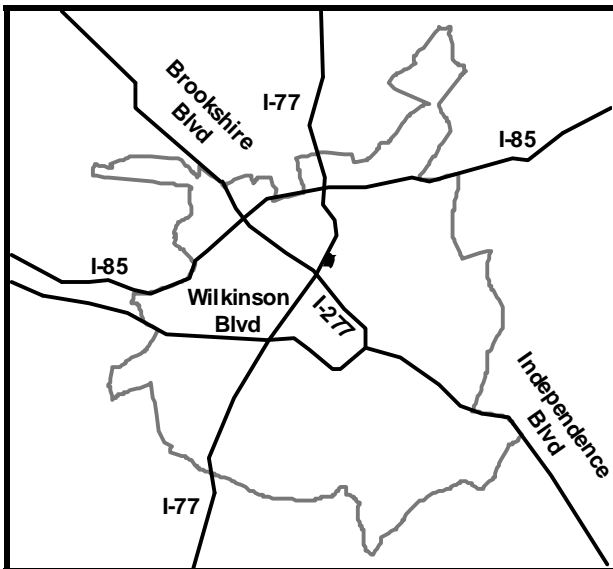 Brookshire
Blvd
I-77
I-85
I-85
Wilkinson
Blvd
I-277
Independence
Blvd
I-77